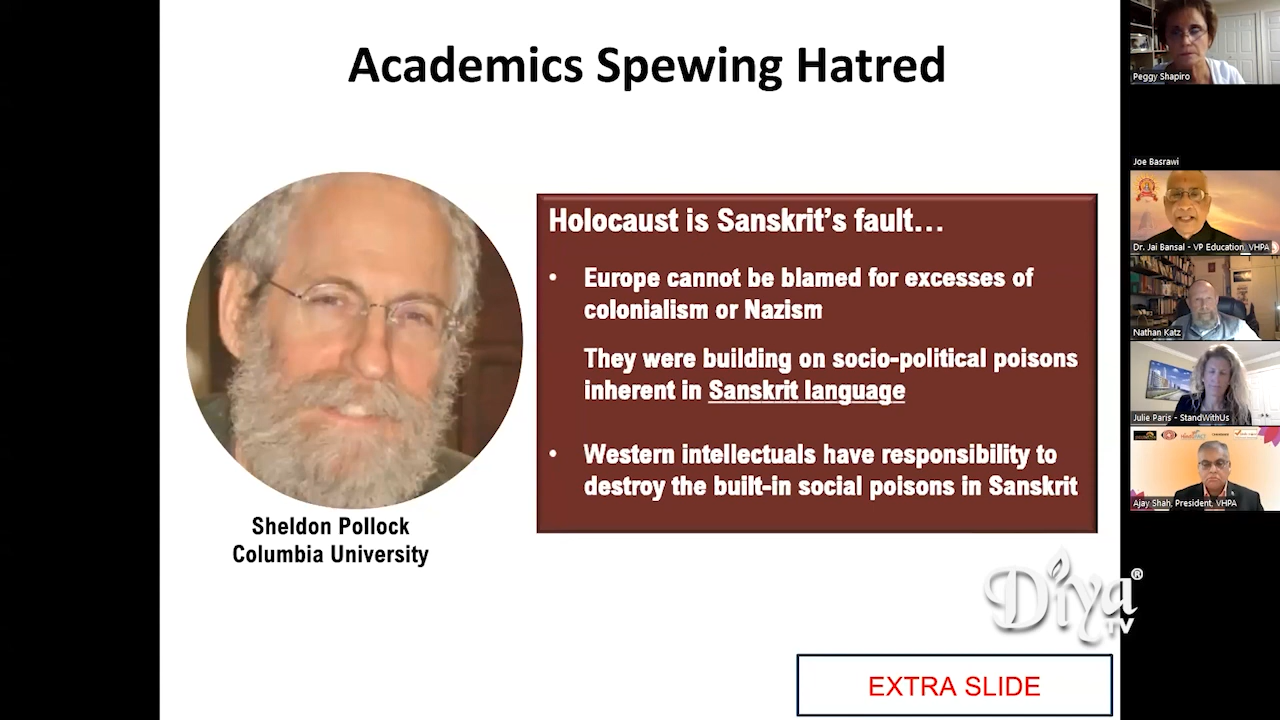 Academics Spewing Hatred
Sheldon Pollock
Columbia University
Holocaust is Sanskrit's fault…
• Europe cannot be blamed for excesses of
colonialism or Nazism
They were building on socio-political poisons
inherent in Sanskrit language
• Western intellectuals have responsibility to
destroy the built-in social poisons in Sanskrit
Diya®
TV
EXTRA SLIDE
Peggy Shapiro
Joe Basrawi
Dr. Jai Bansal - VP Education, VHPA
Nathan Katz
Julie Paris - StandWithUs
Ajay Shah, President, VHPA